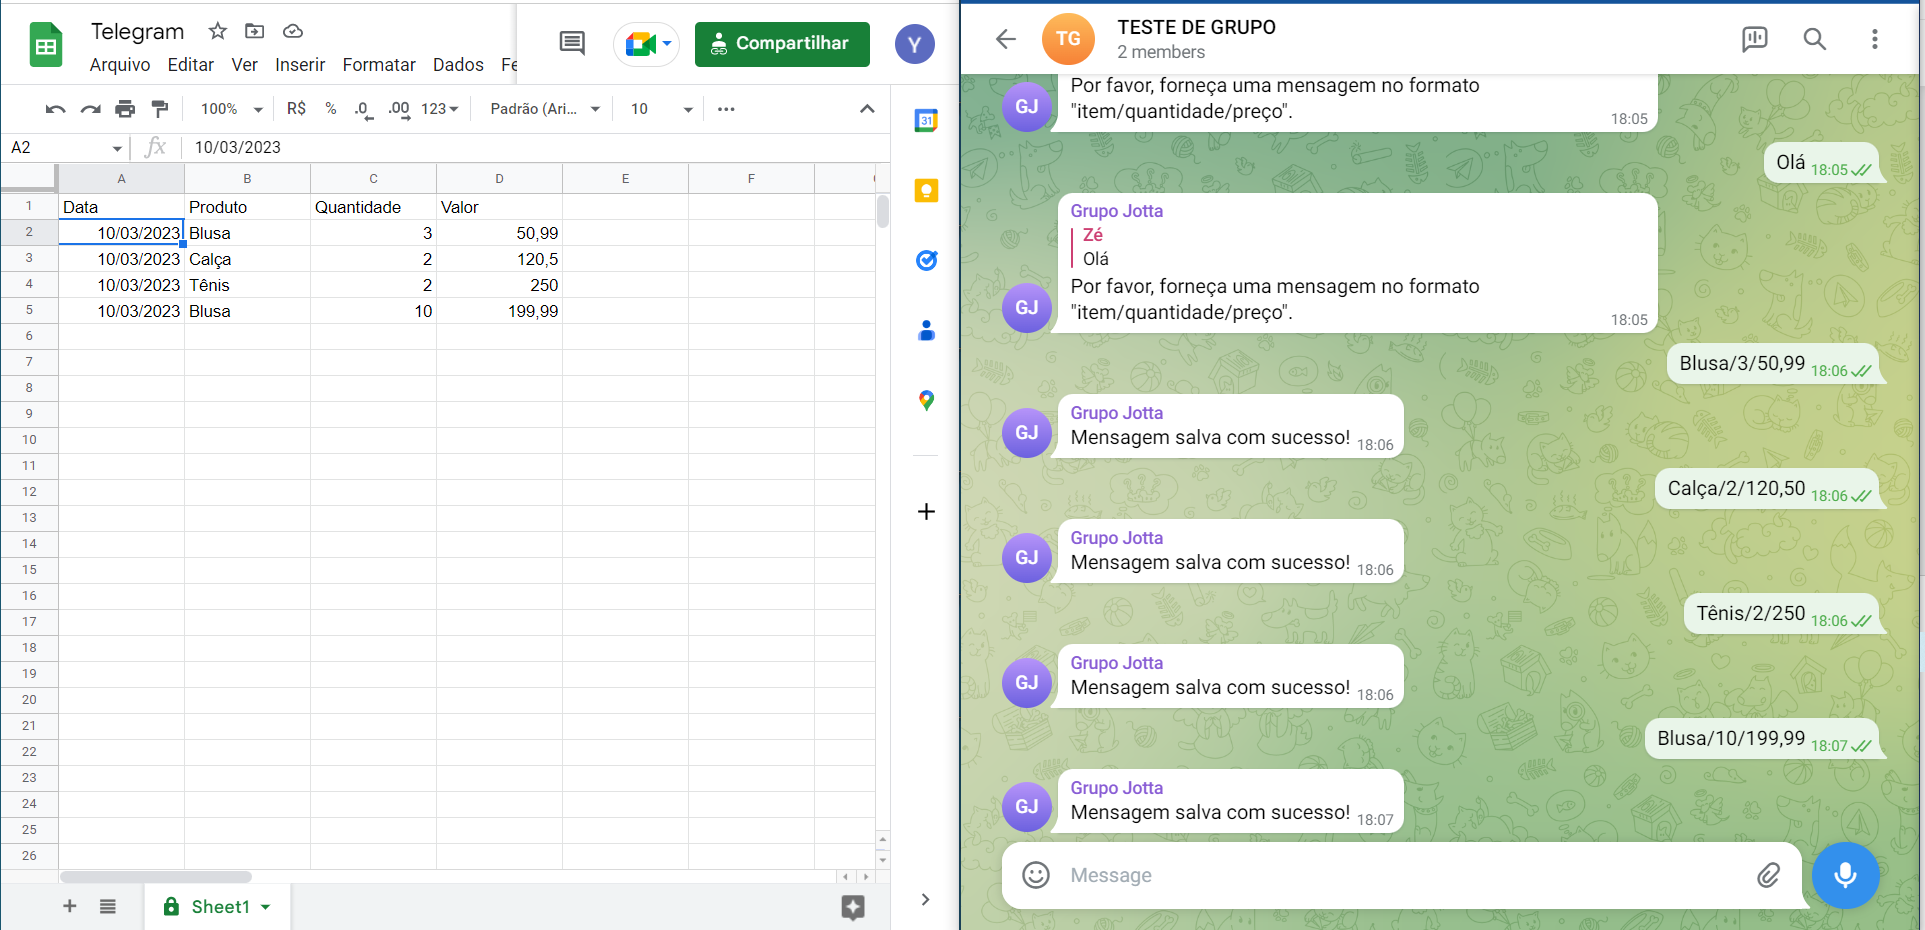 Telegram
Arquivo Editar Ver Inserir Formatar Dados Fe
Compartilhar
Y
100% R$ % .0 .00 123 Padrão (Ari... 10
A2 fx 10/03/2023
A B C D E F
1 Data Produto Quantidade Valor
2 10/03/2023 Blusa 3 50,99
3 10/03/2023 Calça 2 120,5
4 10/03/2023 Tênis 2 250
5 10/03/2023 Blusa 10 199,99
6
7
8
9
10
11
12
13
14
15
16
17
18
19
20
21
22
23
24
25
26
Sheet1
31
TG
TESTE DE GRUPO
2 members
GJ
Por favor, forneça uma mensagem no formato
"item/quantidade/preço".
18:05
Olá 18:05
Grupo Jotta
Zé
Olá
GJ
Por favor, forneça uma mensagem no formato
"item/quantidade/preço".
18:05
Blusa/3/50,99 18:06
Grupo Jotta
GJ
Mensagem salva com sucesso! 18:06
Calça/2/120,50 18:06
Grupo Jotta
GJ
Mensagem salva com sucesso! 18:06
Tênis/2/250 18:06
Grupo Jotta
GJ
Mensagem salva com sucesso! 18:06
Blusa/10/199,99 18:07
Grupo Jotta
GJ
Mensagem salva com sucesso! 18:07
Message